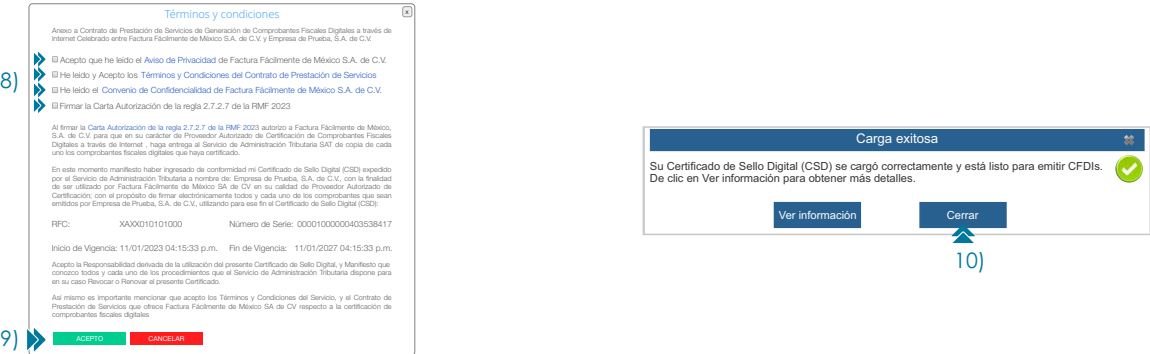 Términos y condiciones
x
Anexo a Contrato de Prestación de Servicios de Generación de Comprobantes Fiscales Digitales a través de
internet Celebrado entre Factura Fácilmente de México S.A. de C.V. y Empresa de Prueba, S.A. de C.V.
8)
Acepto que he leído el Aviso de Privacidad de Factura Fácilmente de México S.A. de C.V.
He leido y Acepto los Términos y Condiciones del Contrato de Prestación de Servicios
He leído el Convenio de Confidencialidad de Factura Fácilmente de México S.A. de C.V.
Firmar la Carta Autorización de la regla 2.7.2.7 de la RMF 2023
Al firmar la Carta Autorización de la regla 2.7.2.7 de la RMF 2023 autorizo a Factura Fácilmente de México,
S.A. de C.V. para que en su carácter de Proveedor Autorizado de Certificación de Comprobantes Fiscales
Digitales a través de Internet , haga entrega al Servicio de Administración Tributaria SAT de copia de cada
uno los comprobantes fiscales digitales que haya certificado.
En este momento manifiesto haber ingresado de conformidad mi Certificado de Sello Digital (CSD) expedido
por el Servicio de Administración Tributaria a nombre de: Empresa de Prueba, S.A. de C.V., con la finalidad
de ser utilizado por Factura Fácilmente de México SA de CV en su calidad de Proveedor Autorizado de
Certificación; con el propósito de firmar electrónicamente todos y cada uno de los comprobantes que sean
emitidos por Empresa de Prueba, S.A. de C.V., utilizando para ese fin el Certificado de Sello Digital (CSD):
RFC: XAXX010101000 Número de Serie: 00001000000403538417
Inicio de Vigencia: 11/01/2023 04:15:33 p.m. Fin de Vigencia: 11/01/2027 04:15:33 p.m.
Acepto la Responsabilidad derivada de la utilización del presente Certificado de Sello Digital, y Manifiesto que
conozco todos y cada uno de los procedimientos que el Servicio de Administración Tributaria dispone para
en su caso Revocar o Renovar el presente Certificado.
Así mismo es importante mencionar que acepto los Términos y Condiciones del Servicio, y el Contrato de
Prestación de Servicios que ofrece Factura Fácilmente de México SA de CV respecto a la certificación de
comprobantes fiscales digitales
9)
ACEPTO CANCELAR
Carga exitosa
Su Certificado de Sello Digital (CSD) se cargó correctamente y está listo para emitir CFDIs.
De clic en Ver información para obtener más detalles.
Ver información Cerrar
10)